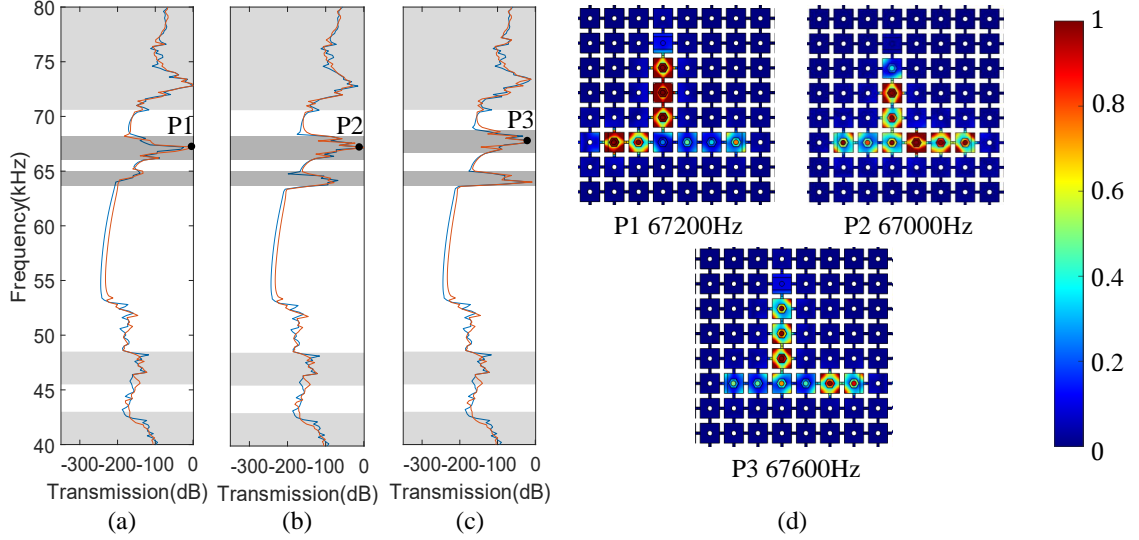 80
75
70
65
60
55
50
45
40
Frequency(kHz)
P1
P2
P3
-300-200-100 0
-300-200-100 0
-300-200-100 0
Transmission(dB)
Transmission(dB)
Transmission(dB)
(a)
(b)
(c)
P1 67200Hz
P2 67000Hz
P3 67600Hz
(d)
1
0.8
0.6
0.4
0.2
0